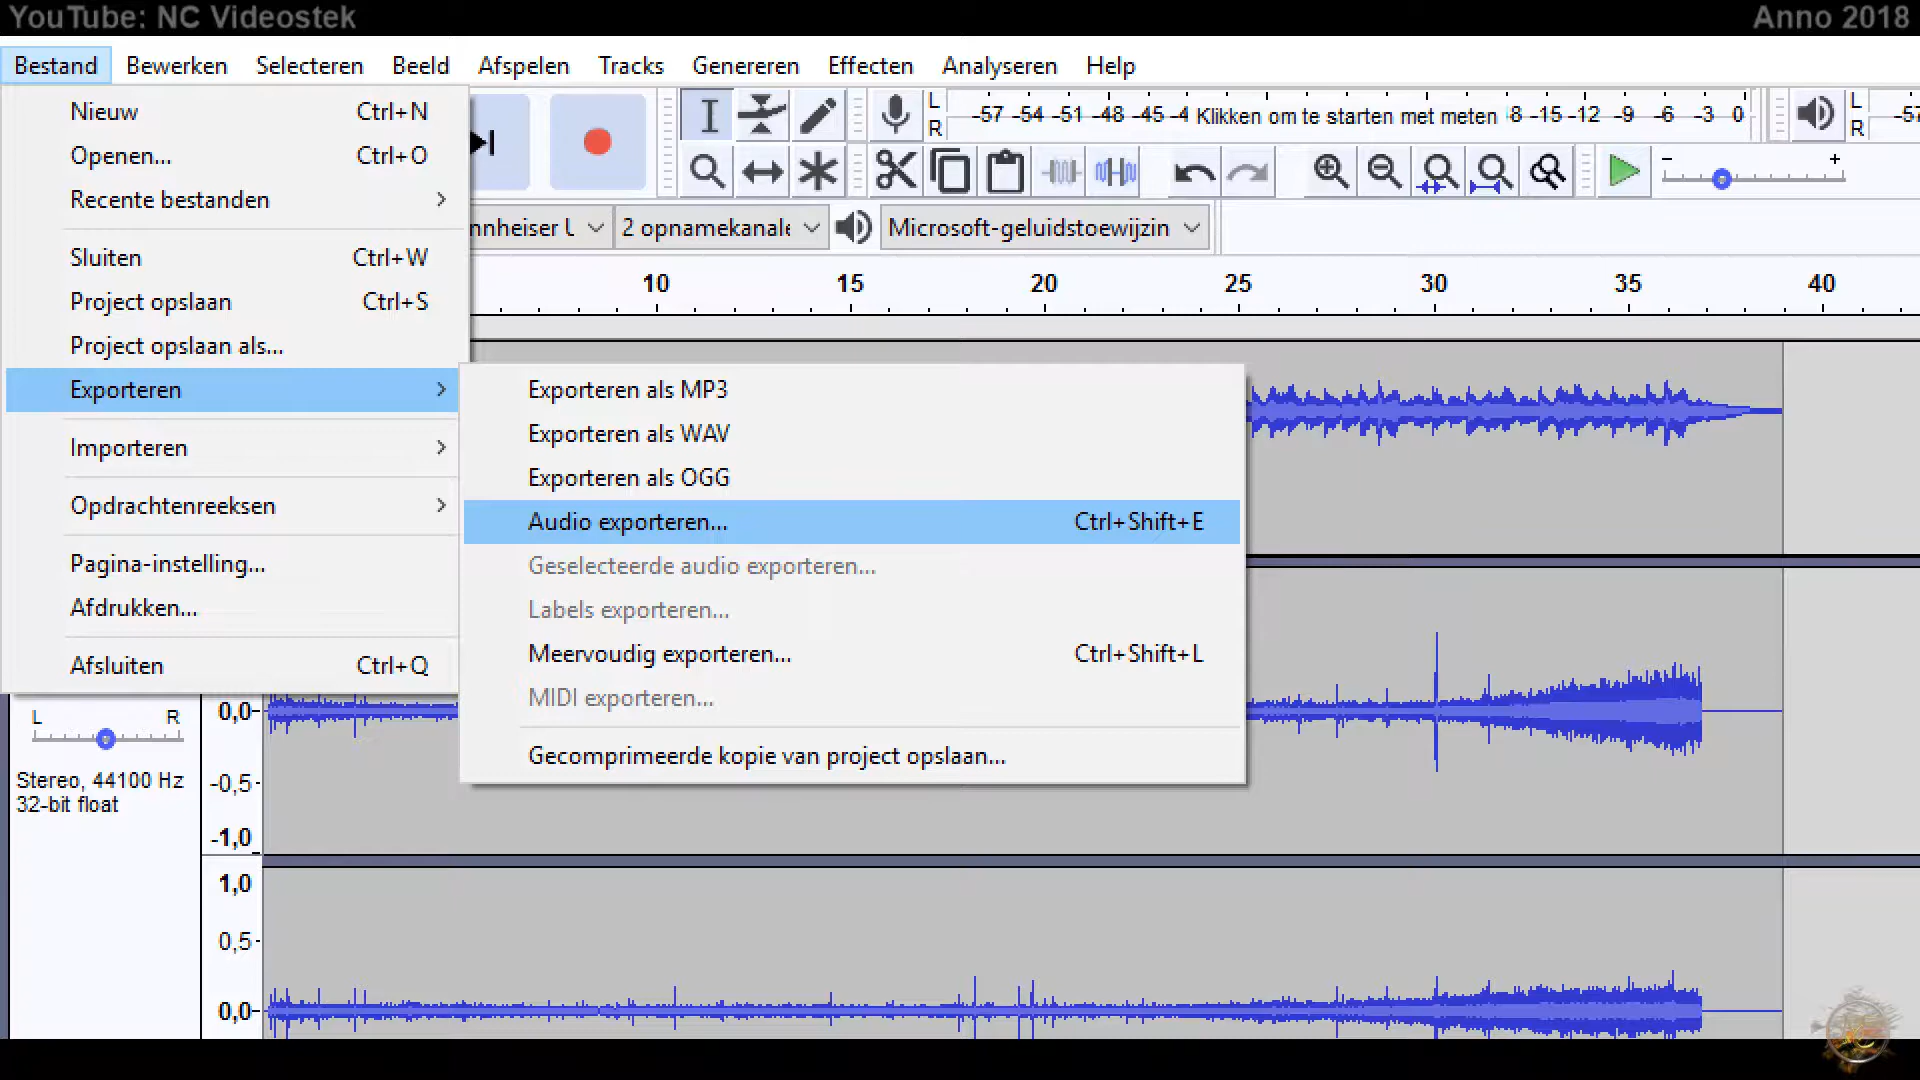 YouTube: NC Videostek
Anno 2018
Bestand Bewerken Selecteren Beeld Afspelen Tracks Genereren Effecten Analyseren Help
Nieuw Ctrl+N
Openen... Ctrl+O
Recente bestanden
Sluiten Ctrl+W
Project opslaan Ctrl+S
Project opslaan als...
Exporteren
Importeren
Opdrachtenreeksen
Pagina-instelling...
Afdrukken...
Afsluiten Ctrl+Q
L
R
-57 -54 -51 -48 -45 -4 Klikken om te starten met meten 8 -15 -12 -9 -6 -3 0
L
R
-57
- +
nnheiser 2 opnamekanale Microsoft-geluidstoewijzin
10 15 20 25 30 35 40
Exporteren als MP3
Exporteren als WAV
Exporteren als OGG
Audio exporteren... Ctrl+Shift+E
Geselecteerde audio exporteren...
Labels exporteren...
Meervoudig exporteren... Ctrl+Shift+L
MIDI exporteren...
Gecomprimeerde kopie van project opslaan...
L R
Stereo, 44100 Hz
32-bit float
0,0
-0,5
-1,0
1,0
0,5
0,0